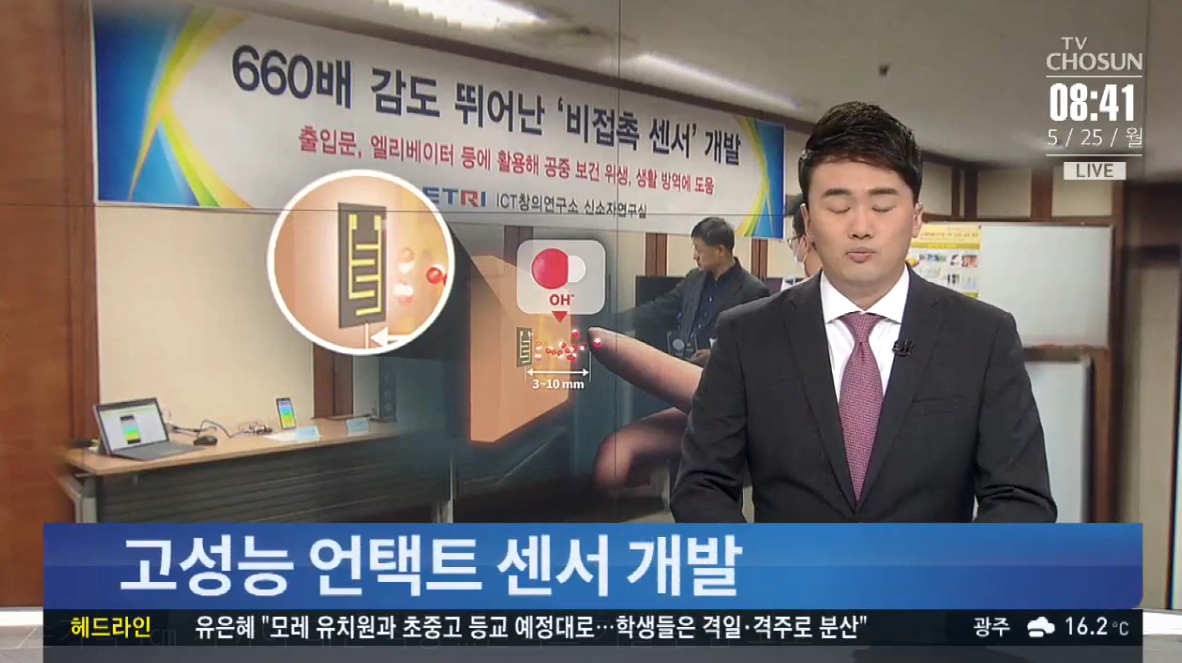 660배 감도 뛰어난 '비접촉 센서' 개발
출입문, 엘리베이터 등에 활용해 공중 보건 위생, 생활 방역에 도움
ETRI ICT창의연구소 신소자연구실
TV
CHOSUN
08:41
5 / 25 / 월
LIVE
OH-
3~10 mm
고성능 언택트 센서 개발
헤드라인 유은혜 "모레 유치원과 초중고 등교 예정대로…학생들은 격일·격주로 분산" 광주 16.2°C